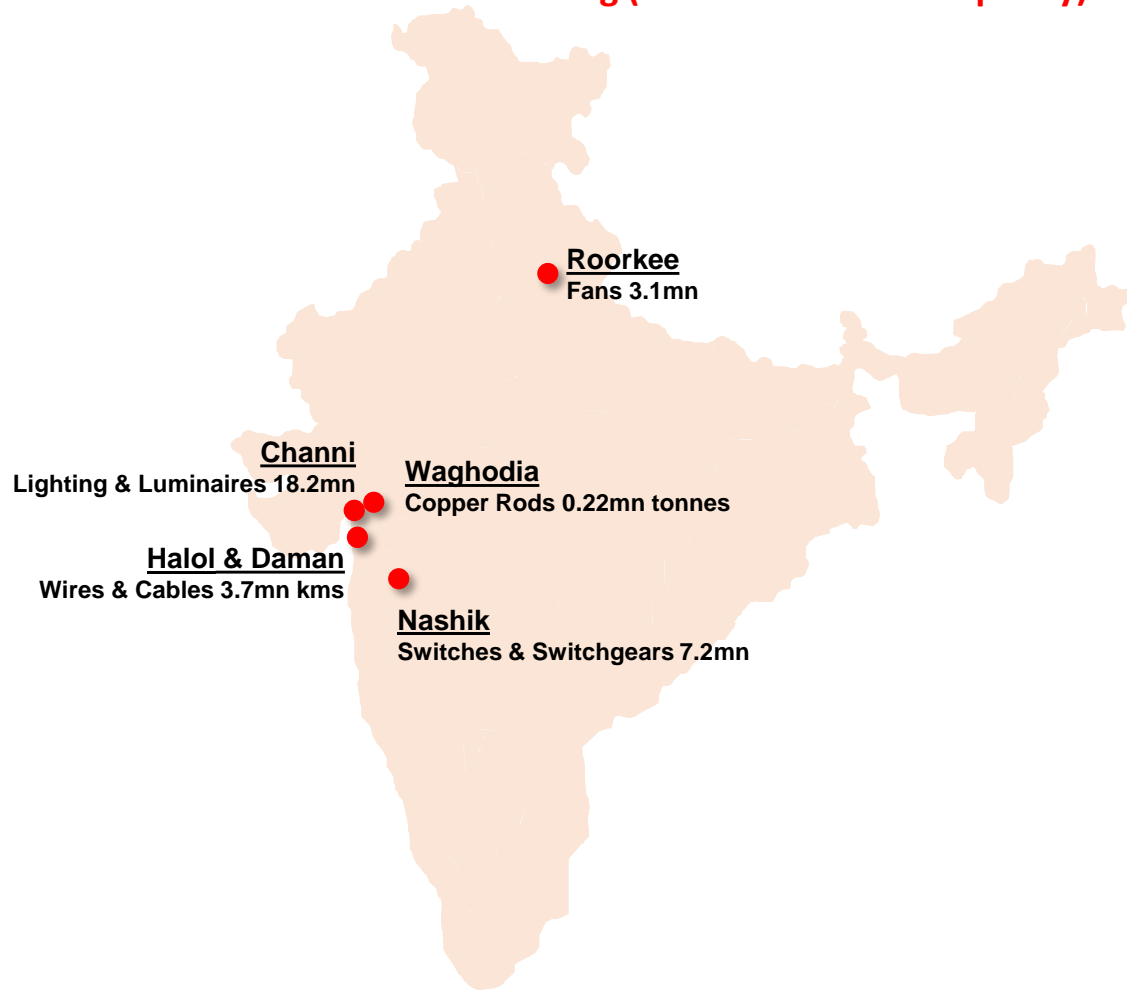 Roorkee
Fans 3.1mn
Channi
Lighting & Luminaires 18.2mn
Waghodia
Copper Rods 0.22mn tonnes
Halol & Daman
Wires & Cables 3.7mn kms
Nashik
Switches & Switchgears 7.2mn